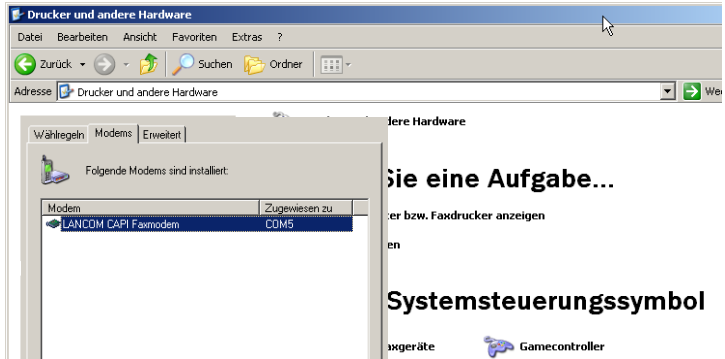 Drucker und andere Hardware
Datei Bearbeiten Ansicht Favoriten Extras ?
Zurück Suchen Ordner
Adresse Drucker und andere Hardware We
dere Hardware
Wählregeln Modems Erweitert
Folgende Modems sind installiert:
Sie eine Aufgabe...
Modem Zugewiesen zu
er bzw. Faxdrucker anzeigen
LANCOM CAPI Faxmodem COM5
en
Systemsteuerungssymbol
axgeräte Gamecontroller